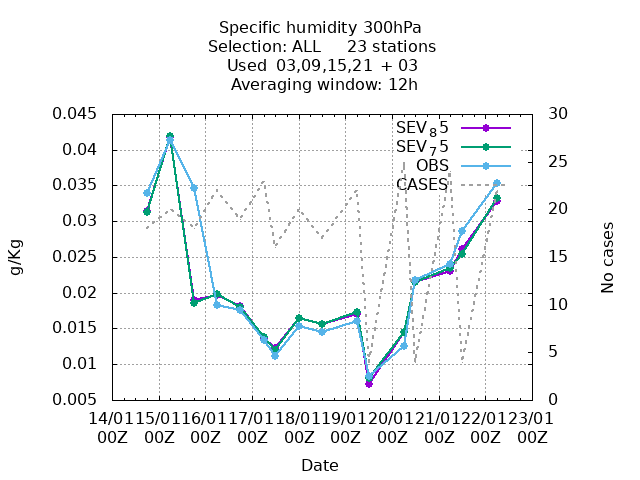 Specific humidity 300hPa
Selection: ALL 23 stations
Used 03,09,15,21 + 03
Averaging window: 12h
0.045
0.04
0.035
0.03
0.025
0.02
0.015
0.01
0.005
30
25
20
15
10
5
0
SEV₈5
SEV₇5
OBS
CASES
g/Kg
No cases
14/01 15/01 16/01 17/01 18/01 19/01 20/01 21/01 22/01 23/01
00Z 00Z 00Z 00Z 00Z 00Z 00Z 00Z 00Z 00Z
Date